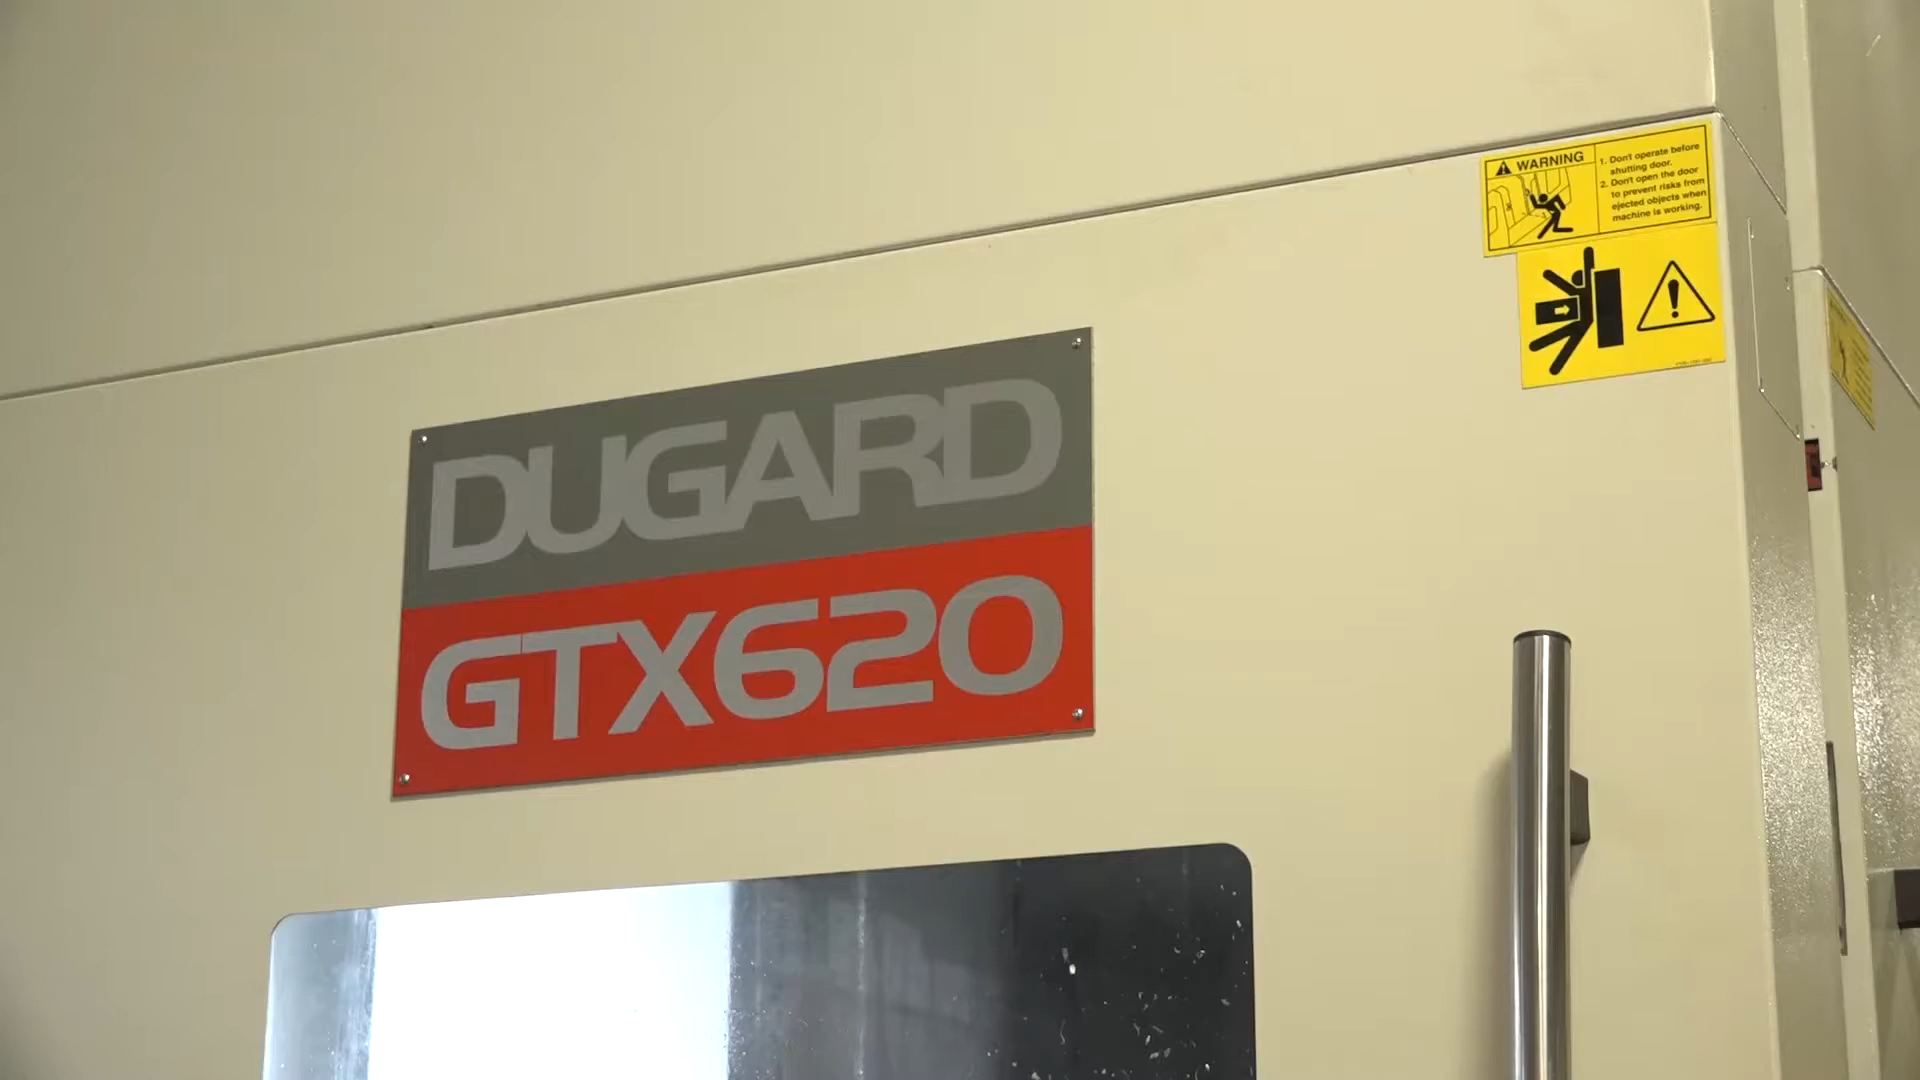 DUGARD
GTX620
WARNING
1. Don't operate before
shutting door.
2. Don't open the door
to prevent risks from
ejected objects when
machine is working.